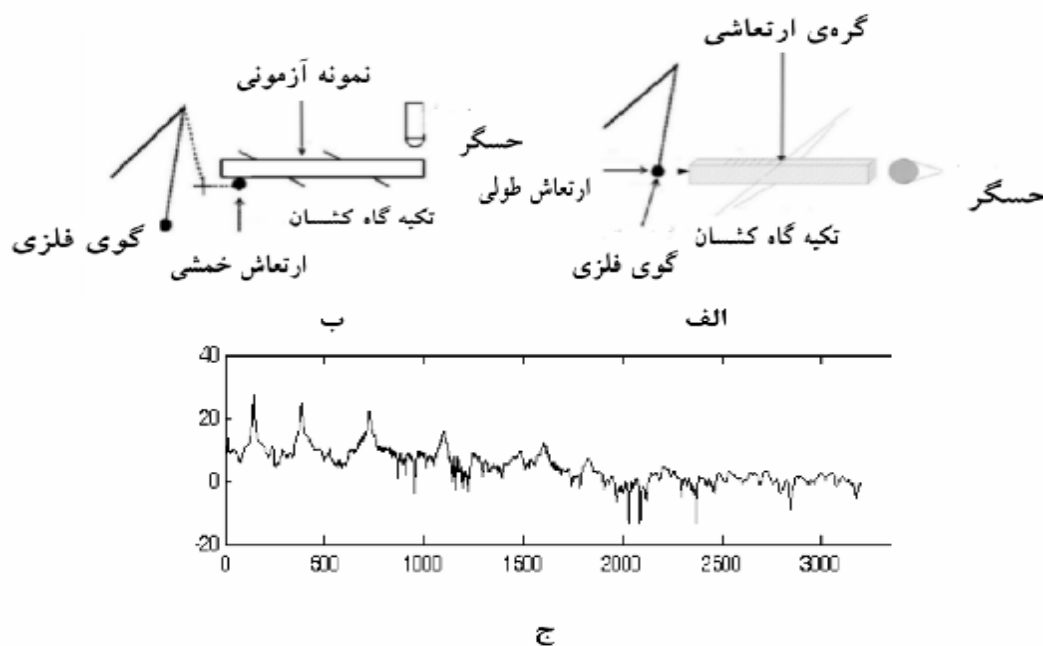 گره‌ی ارتعاشی
نمونه آزمونی
حسگر
ارتعاش طولی
حسگر
تکیه گاه کشسان
تکیه گاه کشسان
گوی فلزی
گوی فلزی
ارتعاش خمشی
الف
ب
40
20
0
-20
0 500 1000 1500 2000 2500 3000
ج